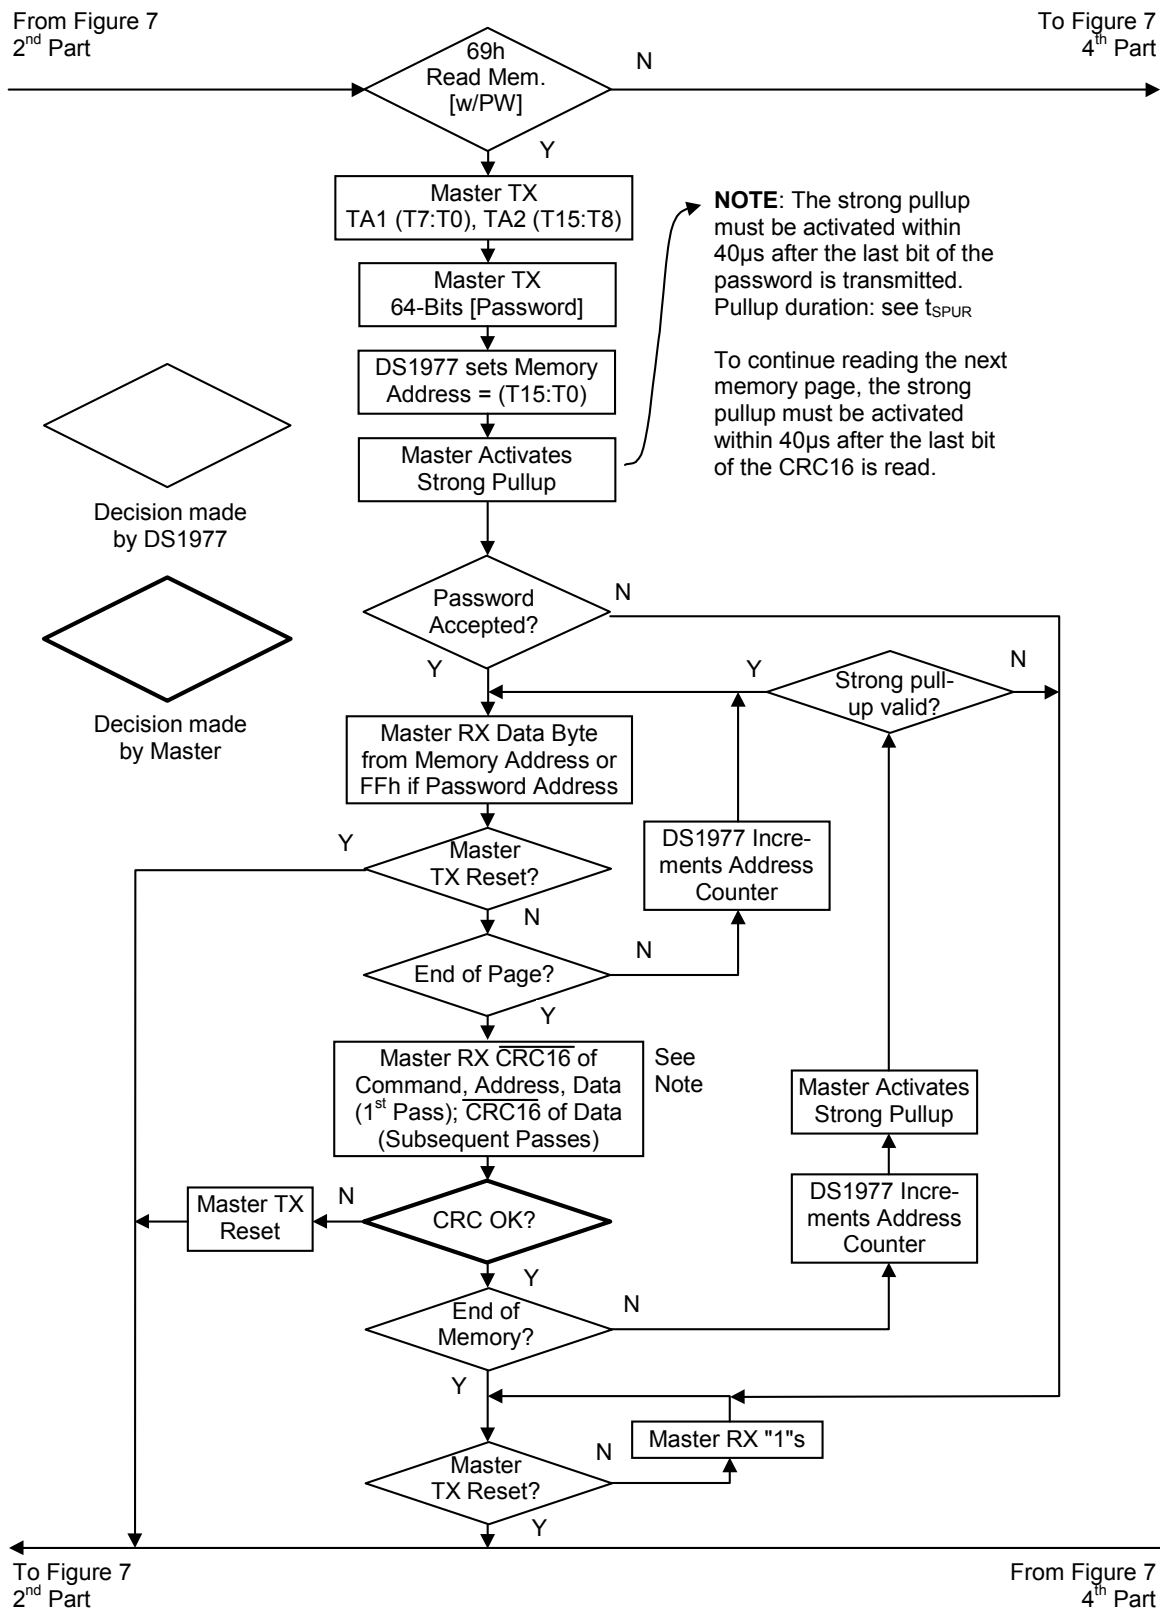 From Figure 7
2nd Part
To Figure 7
4th Part
69h
Read Mem.
[w/PW]
N
Y
Master TX
TA1 (T7:T0), TA2 (T15:T8)
NOTE: The strong pullup
must be activated within
40µs after the last bit of the
password is transmitted.
Pullup duration: see tSPUR
To continue reading the next
memory page, the strong
pullup must be activated
within 40µs after the last bit
of the CRC16 is read.
Master TX
64-Bits [Password]
DS1977 sets Memory
Address = (T15:T0)
Master Activates
Strong Pullup
Decision made
by DS1977
Decision made
by Master
Password
Accepted?
N
Y
Strong pull-
up valid?
Y
N
Master RX Data Byte
from Memory Address or
FFh if Password Address
Master
TX Reset?
Y
N
DS1977 Incre-
ments Address
Counter
End of Page?
N
Y
Master RX CRC16 of
Command, Address, Data
(1st Pass); CRC16 of Data
(Subsequent Passes)
See
Note
Master Activates
Strong Pullup
DS1977 Incre-
ments Address
Counter
Master TX
Reset
N
CRC OK?
Y
End of
Memory?
N
Y
Master RX "1"s
Master
TX Reset?
N
Y
To Figure 7
2nd Part
From Figure 7
4th Part